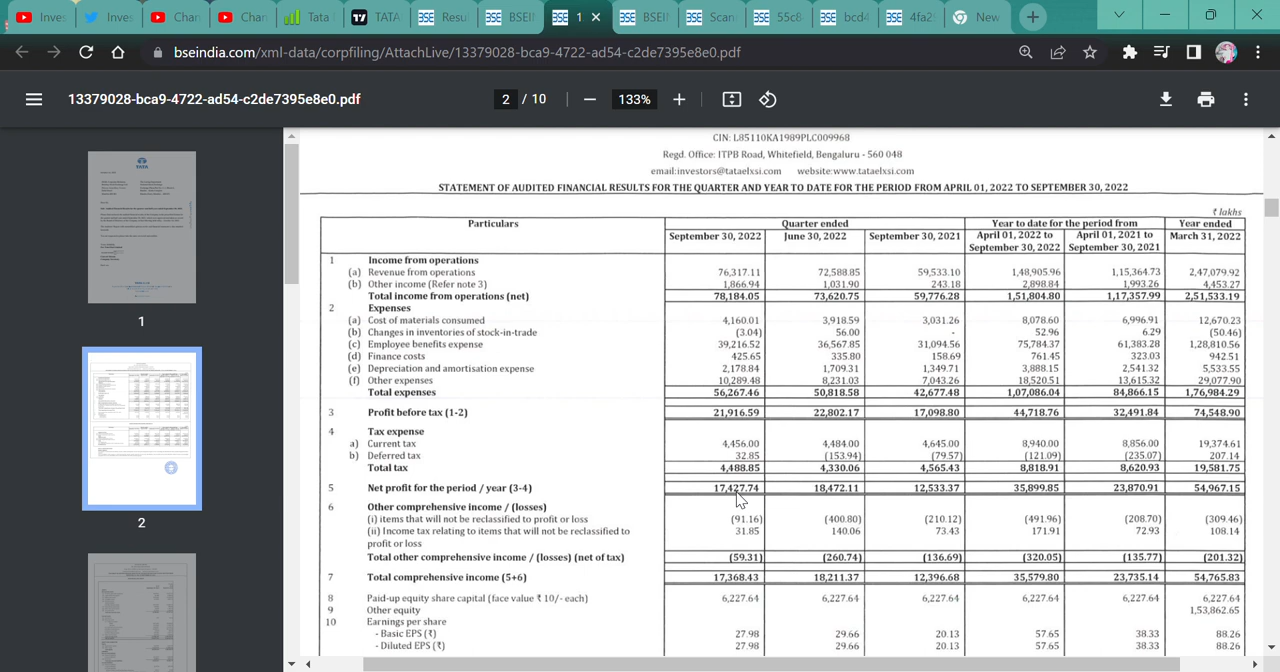 Inves
Inves
Chan
Chan
Tata
TATA
Resu
BSEIN
1
BSEIN
Scan
55c8
bcd4
4fa2
New
bseindia.com/xml-data/corpfiling/AttachLive/13379028-bca9-4722-ad54-c2de7395e8e0.pdf
13379028-bca9-4722-ad54-c2de7395e8e0.pdf
2 / 10
133%
TATA
1
2
CIN: L85110KA1989PLC009968
Regd. Office: ITPB Road, Whitefield, Bengaluru - 560 048
email:investors@tataelxsi.com website:www.tataelxsi.com
STATEMENT OF AUDITED FINANCIAL RESULTS FOR THE QUARTER AND YEAR TO DATE FOR THE PERIOD FROM APRIL 01, 2022 TO SEPTEMBER 30, 2022
₹ lakhs
Particulars Quarter ended Year to date for the period from Year ended
September 30, 2022 June 30, 2022 September 30, 2021 April 01, 2022 to September 30, 2022 April 01, 2021 to September 30, 2021 March 31, 2022
1 Income from operations
(a) Revenue from operations 76,317.11 72,588.85 59,533.10 1,48,905.96 1,15,364.73 2,47,079.92
(b) Other income (Refer note 3) 1,866.94 1,031.90 243.18 2,898.84 1,993.26 4,453.27
Total income from operations (net) 78,184.05 73,620.75 59,776.28 1,51,804.80 1,17,357.99 2,51,533.19
2 Expenses
(a) Cost of materials consumed 4,160.01 3,918.59 3,031.26 8,078.60 6,996.91 12,670.23
(b) Changes in inventories of stock-in-trade (3.04) 56.00 - 52.96 6.29 (50.46)
(c) Employee benefits expense 39,216.52 36,567.85 31,094.56 75,784.37 61,383.28 1,28,810.56
(d) Finance costs 425.65 335.80 158.69 761.45 323.03 942.51
(e) Depreciation and amortisation expense 2,178.84 1,709.31 1,349.71 3,888.15 2,541.32 5,533.55
(f) Other expenses 10,289.48 8,231.03 7,043.26 18,520.51 13,615.32 29,077.90
Total expenses 56,267.46 50,818.58 42,677.48 1,07,086.04 84,866.15 1,76,984.29
3 Profit before tax (1-2) 21,916.59 22,802.17 17,098.80 44,718.76 32,491.84 74,548.90
4 Tax expense
a) Current tax 4,456.00 4,484.00 4,645.00 8,940.00 8,856.00 19,374.61
b) Deferred tax 32.85 (153.94) (79.57) (121.09) (235.07) 207.14
Total tax 4,488.85 4,330.06 4,565.43 8,818.91 8,620.93 19,581.75
5 Net profit for the period / year (3-4) 17,427.74 18,472.11 12,533.37 35,899.85 23,870.91 54,967.15
6 Other comprehensive income / (losses)
(i) items that will not be reclassified to profit or loss (91.16) (400.80) (210.12) (491.96) (208.70) (309.46)
(ii) Income tax relating to items that will not be reclassified to 31.85 140.06 73.43 171.91 72.93 108.14
profit or loss
Total other comprehensive income / (losses) (net of tax) (59.31) (260.74) (136.69) (320.05) (135.77) (201.32)
7 Total comprehensive income (5+6) 17,368.43 18,211.37 12,396.68 35,579.80 23,735.14 54,765.83
8 Paid-up equity share capital (face value ₹ 10/- each) 6,227.64 6,227.64 6,227.64 6,227.64 6,227.64 6,227.64
9 Other equity 1,53,862.65
10 Earnings per share
- Basic EPS (₹) 27.98 29.66 20.13 57.65 38.33 88.26
- Diluted EPS (₹) 27.98 29.66 20.13 57.65 38.33 88.26